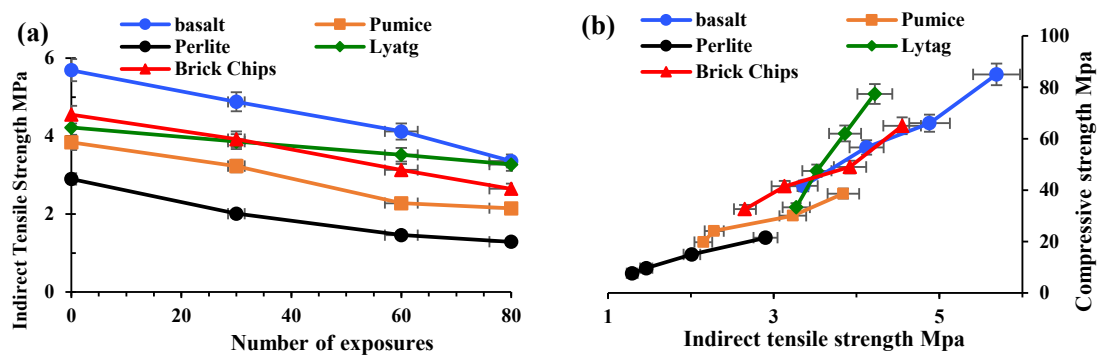 (a)
basalt
Pumice
Perlite
Lyatg
Brick Chips
Indirect Tensile Strength MPa
6
4
2
0
0
20
40
60
80
Number of exposures
(b)
basalt
Pumice
Perlite
Lytag
Brick Chips
100
80
60
40
20
0
Compressive strength Mpa
1
3
5
Indirect tensile strength Mpa